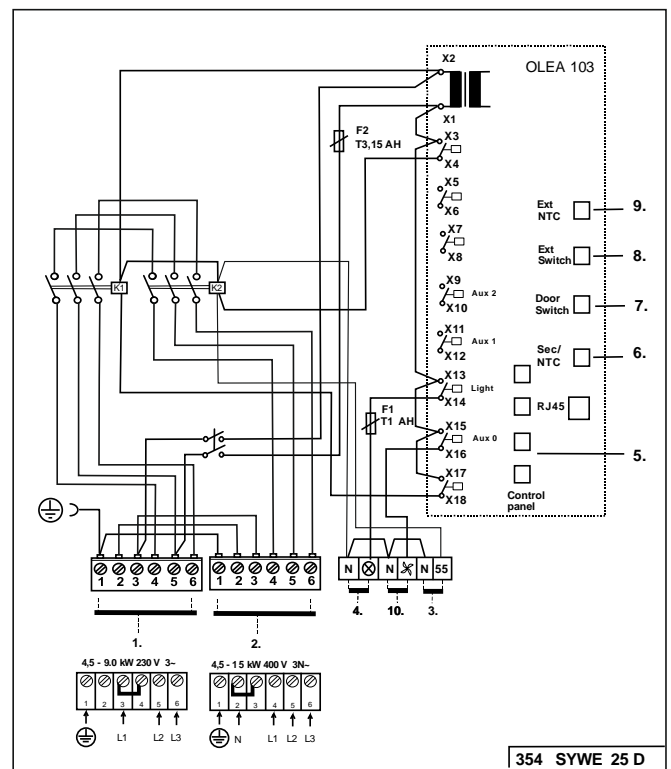 X2
OLEA 103
X1
F2
T3,15 AH
X3
X4
X5
X6
Ext
NTC
9.
X7
X8
Ext
Switch
8.
K1
K2
X9
Aux 2
X10
Door
Switch
7.
X11
Aux 1
X12
Sec/
NTC
6.
X13
Light
X14
F1
T1 AH
RJ45
X15
Aux 0
X16
5.
X17
X18
Control
panel
1 2 3 4 5 6
1 2 3 4 5 6
N N N 55
4. 10. 3.
1. 2.
4,5 - 9.0 kW 230 V 3~
4,5 - 15 kW 400 V 3N~
1 2 3 4 5 6
1 2 3 4 5 6
L1 L2 L3
N L1 L2 L3
354 SYWE 25 D